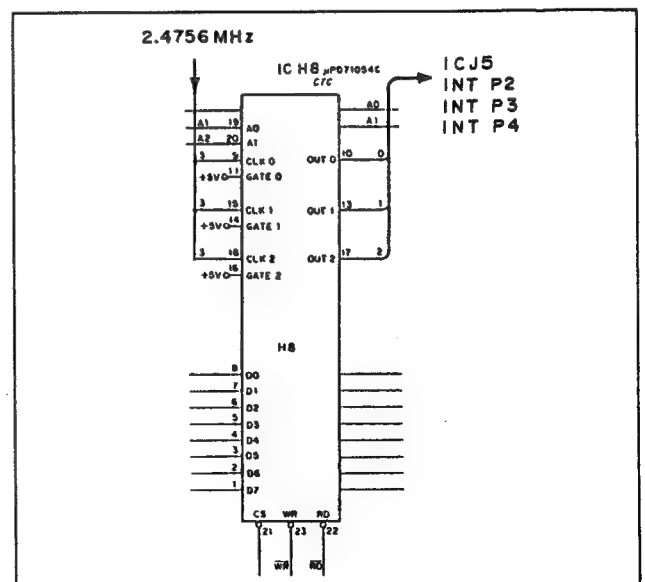 2.4756 MHz
IC H8 μPD71054C
CTC
ICJ5
INT P2
INT P3
INT P4
A0
A1 19 A0 A1
A2 20 A1
3 9 CLK 0 OUT 0 10 0
+5V 11 GATE 0
3 15 CLK 1 OUT 1 13 1
+5V 14 GATE 1
3 18 CLK 2 OUT 2 17 2
+5V 16 GATE 2
H8
8 D0
7 D1
6 D2
5 D3
4 D4
3 D5
2 D6
1 D7
CS WR RD
21 23 22
WR RD